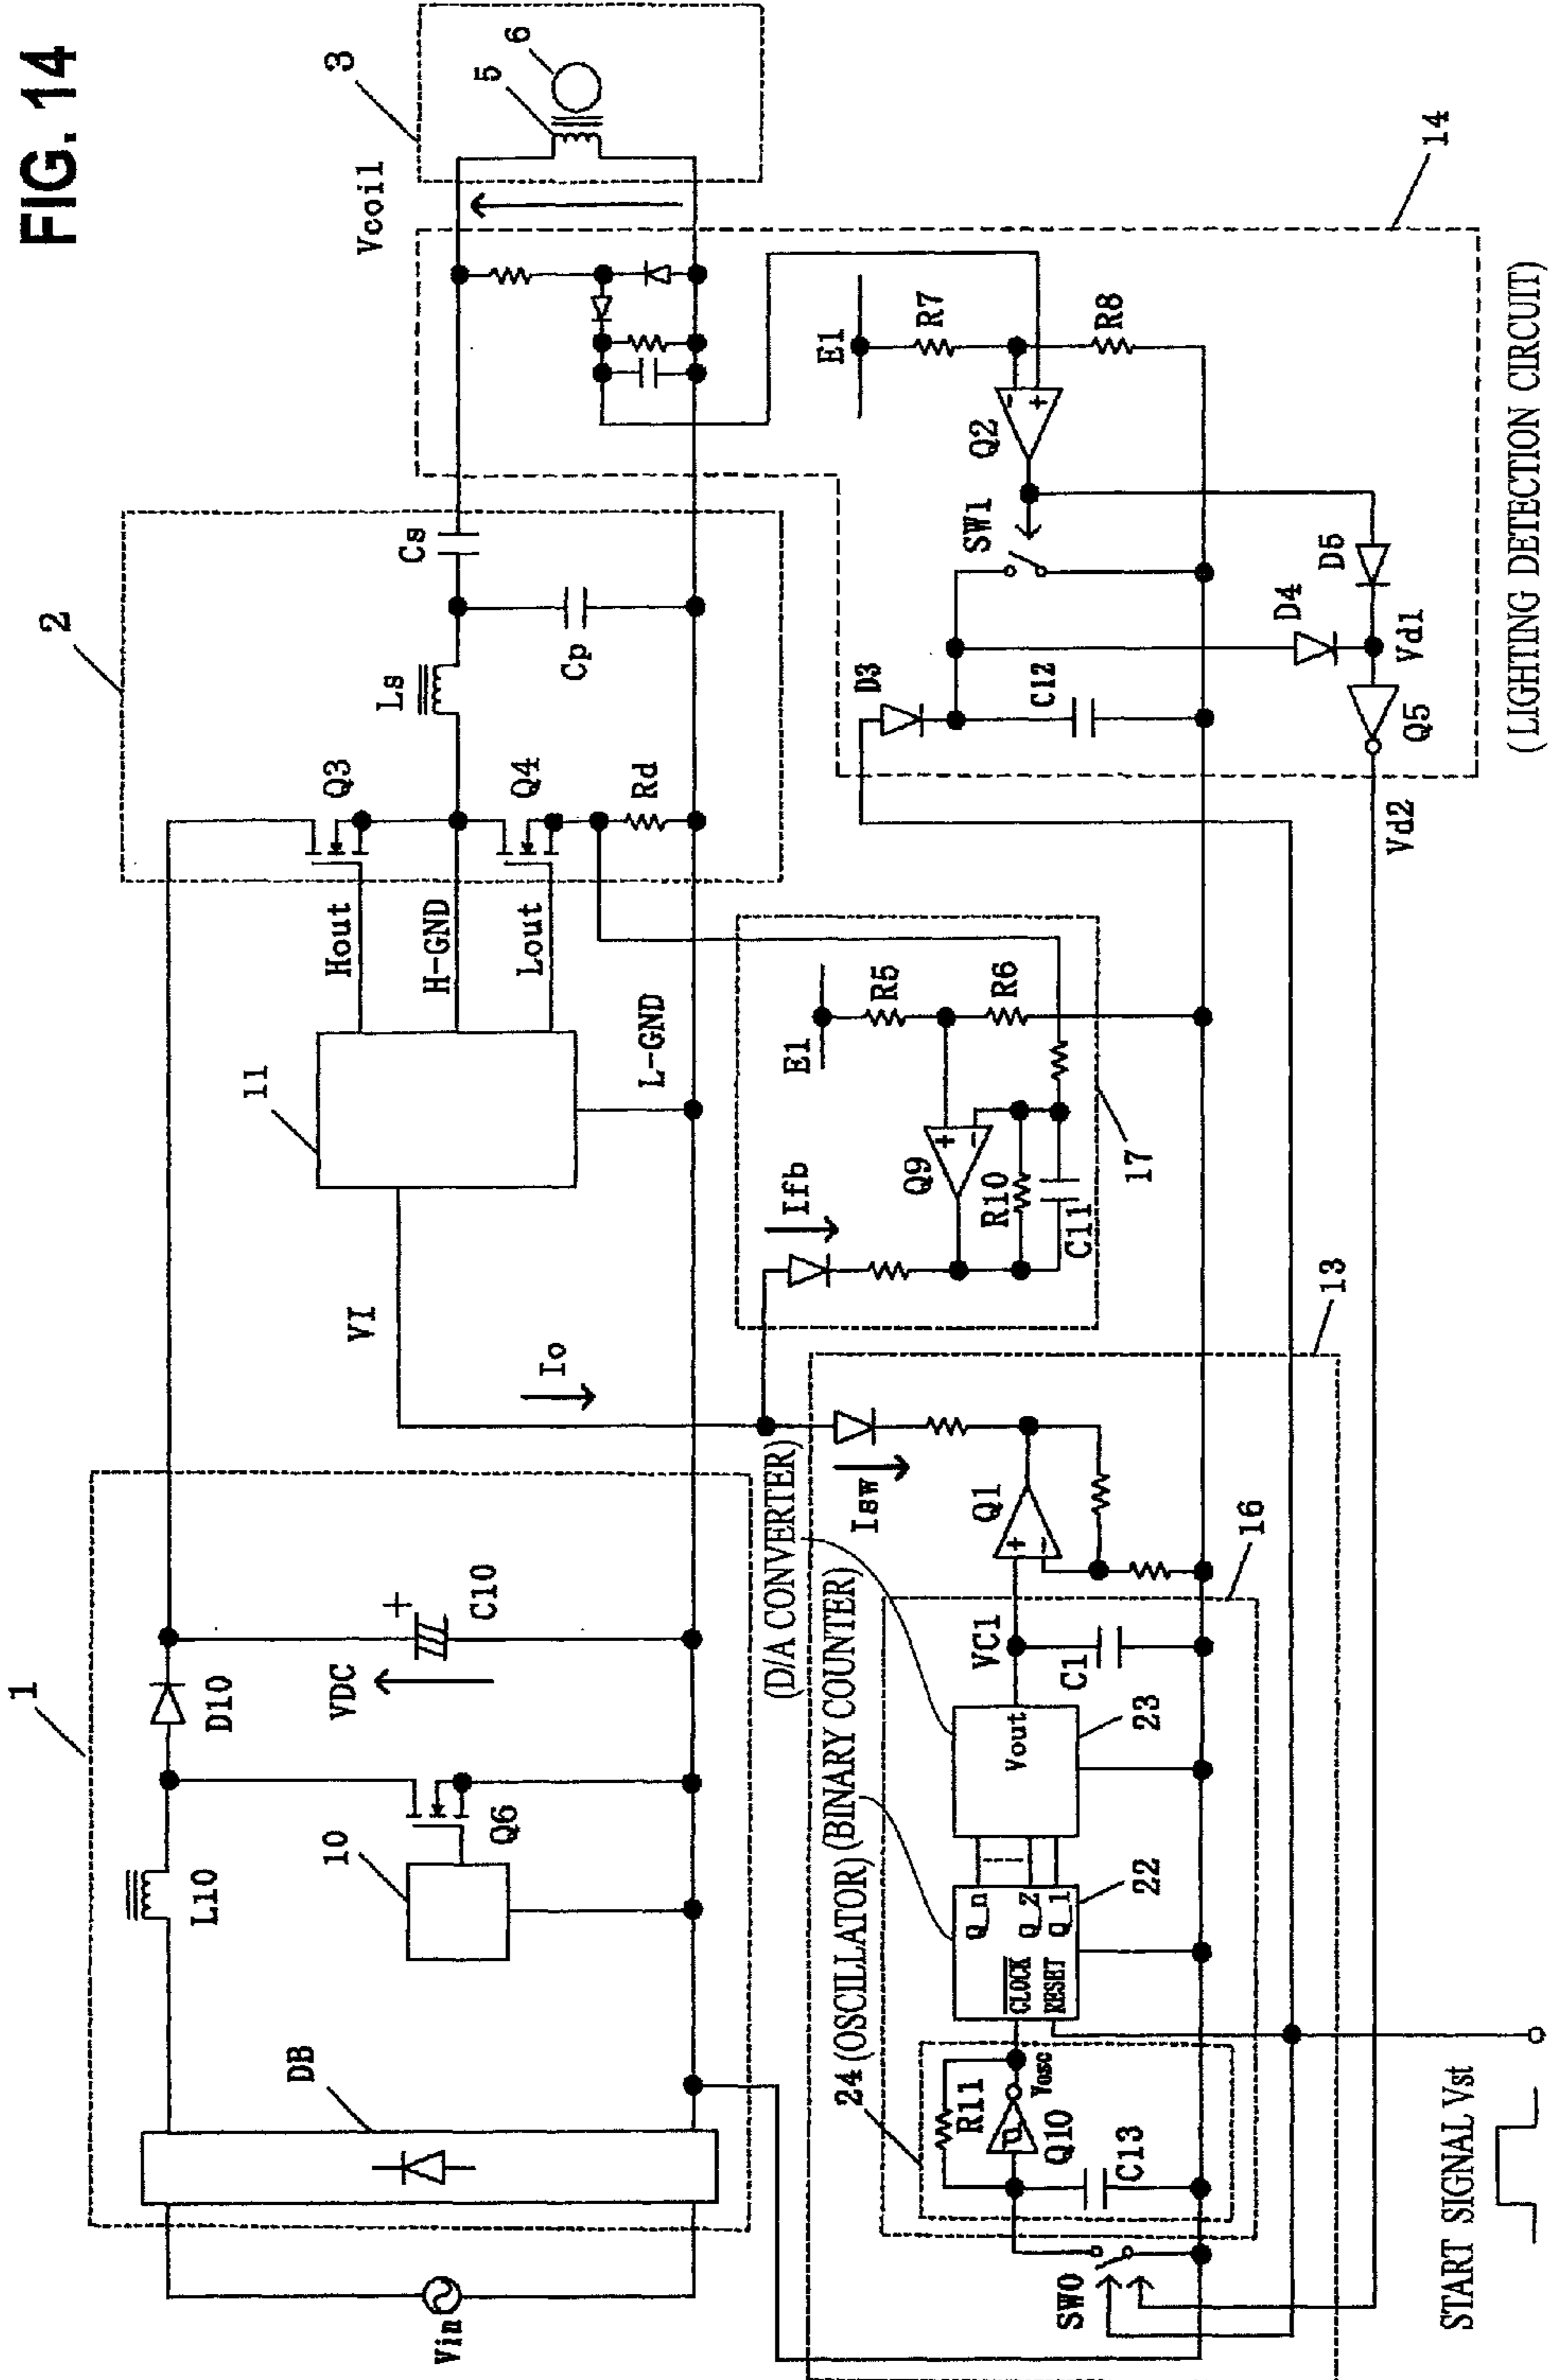 FIG. 14
1
2
3
L10
D10
VDC
C10
+
DB
10
Q6
Vin
VI
Io
11
Hout
H-GND
Lout
L-GND
Q3
Q4
Rd
Ls
Cs
Cp
Vcoil
5
6
14
E1
R7
R8
Q2
-
+
SW1
D3
C12
D4
D5
Vd1
Q5
Vd2
(LIGHTING DETECTION CIRCUIT)
E1
R5
R6
Q9
+
-
R10
C11
Ifb
17
13
(D/A CONVERTER)
(BINARY COUNTER)
24 (OSCILLATOR)
Isw
Q1
+
-
16
VC1
C1
Vout
23
Q_n
Q_2
Q_1
CLOCK
RESET
22
R11
Vosc
Q10
C13
SW0
START SIGNAL Vst